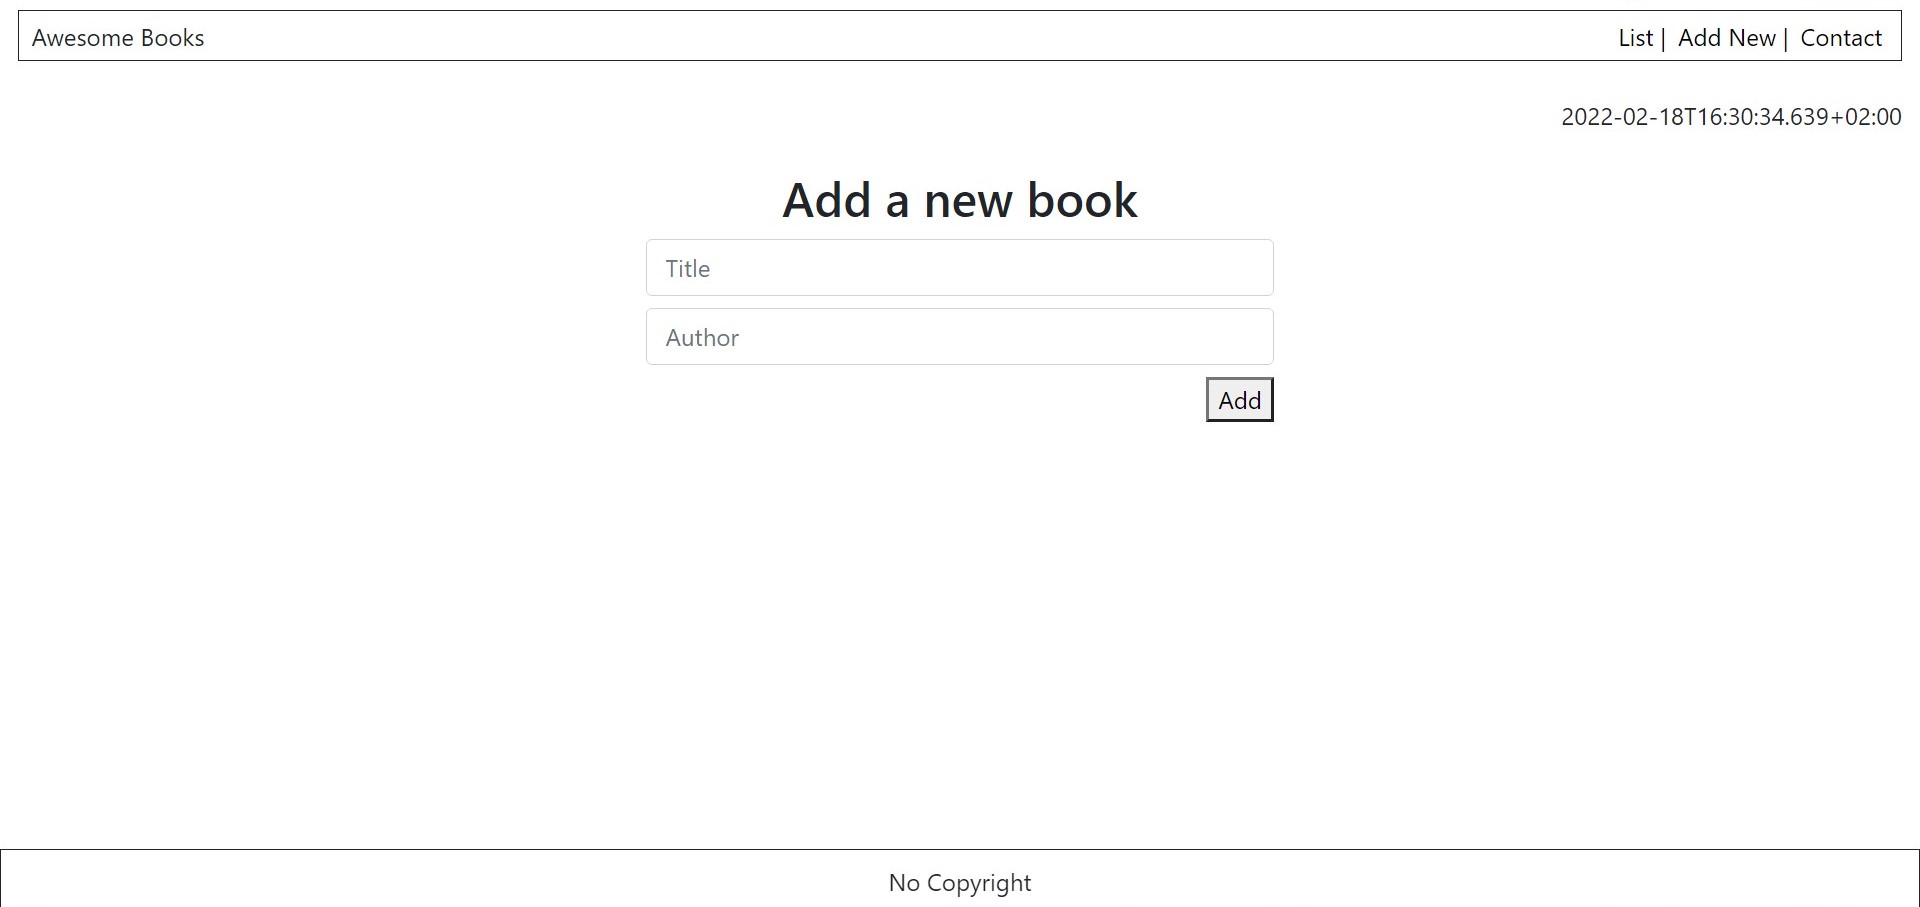 Awesome Books List | Add New | Contact
2022-02-18T16:30:34.639+02:00
Add a new book
Title
Author
Add
No Copyright